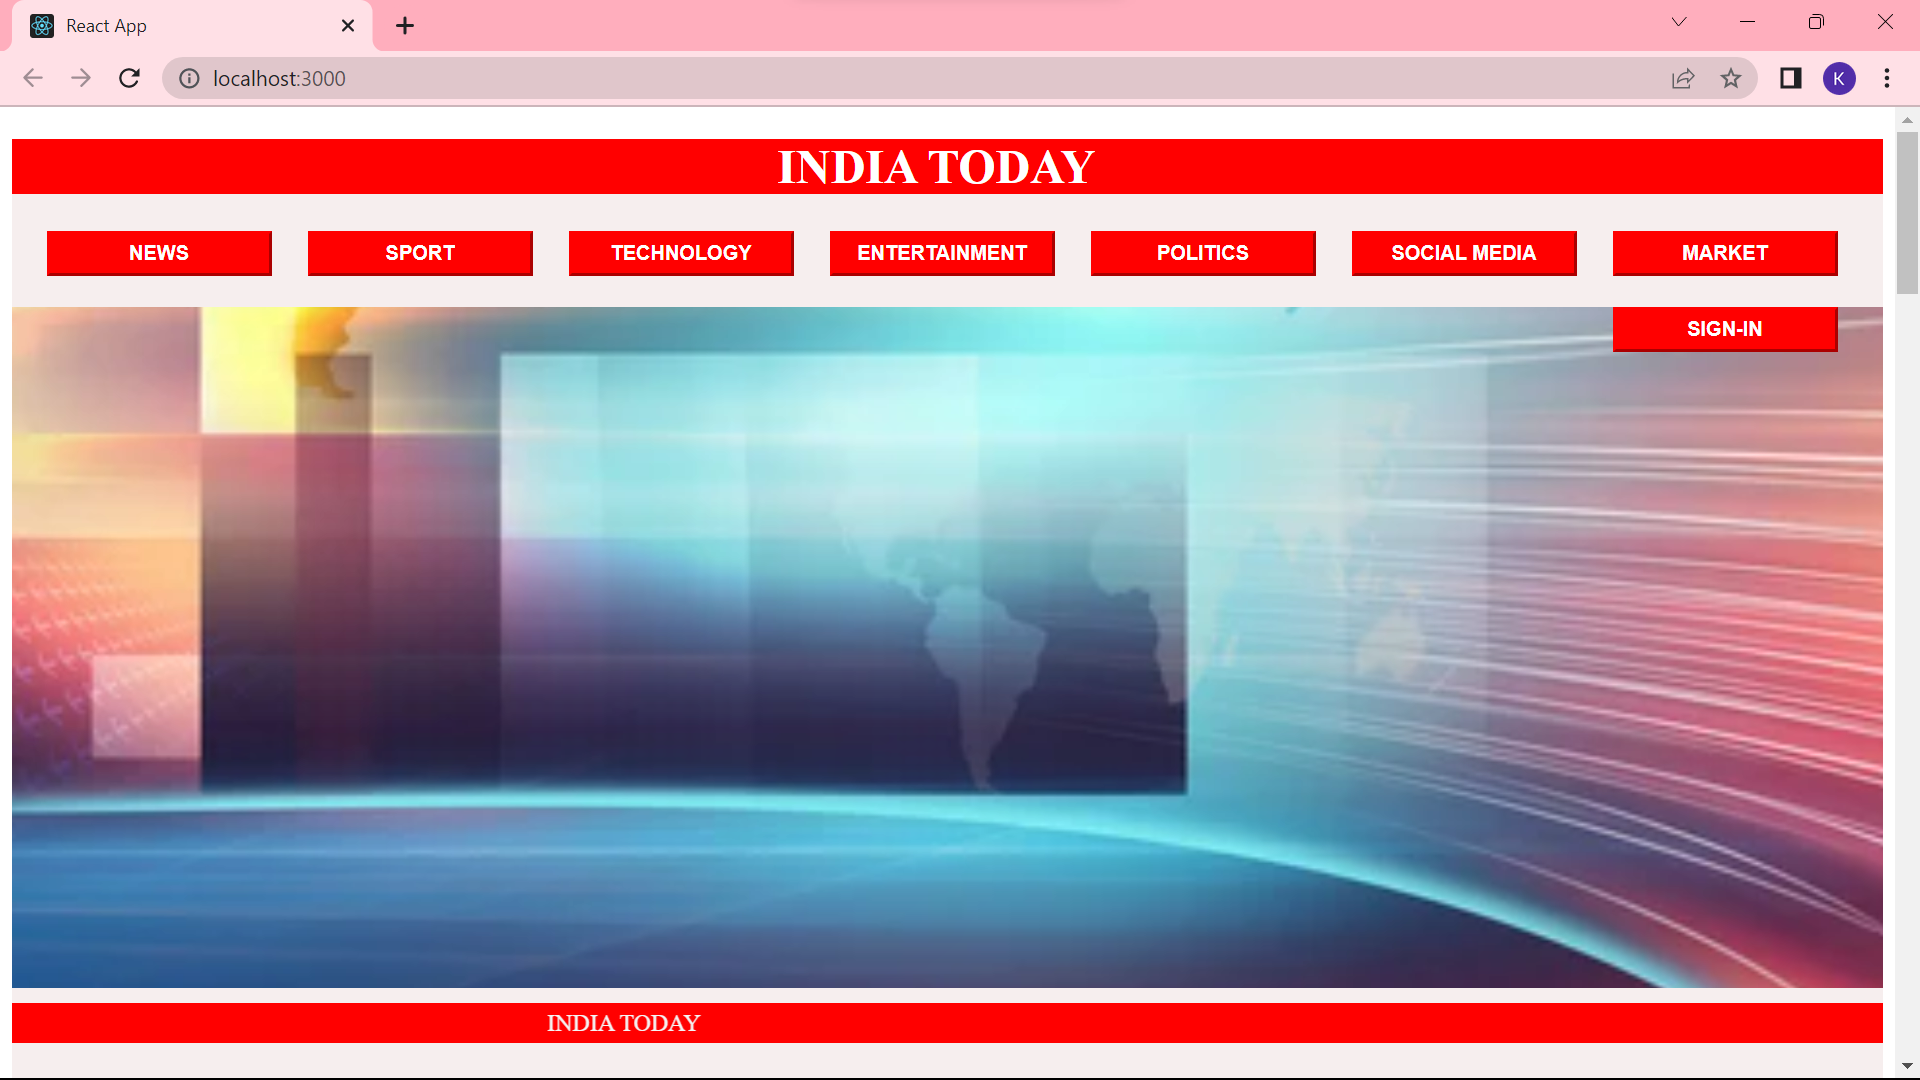 React App
localhost:3000
K
INDIA TODAY
NEWS SPORT TECHNOLOGY ENTERTAINMENT POLITICS SOCIAL MEDIA MARKET
SIGN-IN
INDIA TODAY